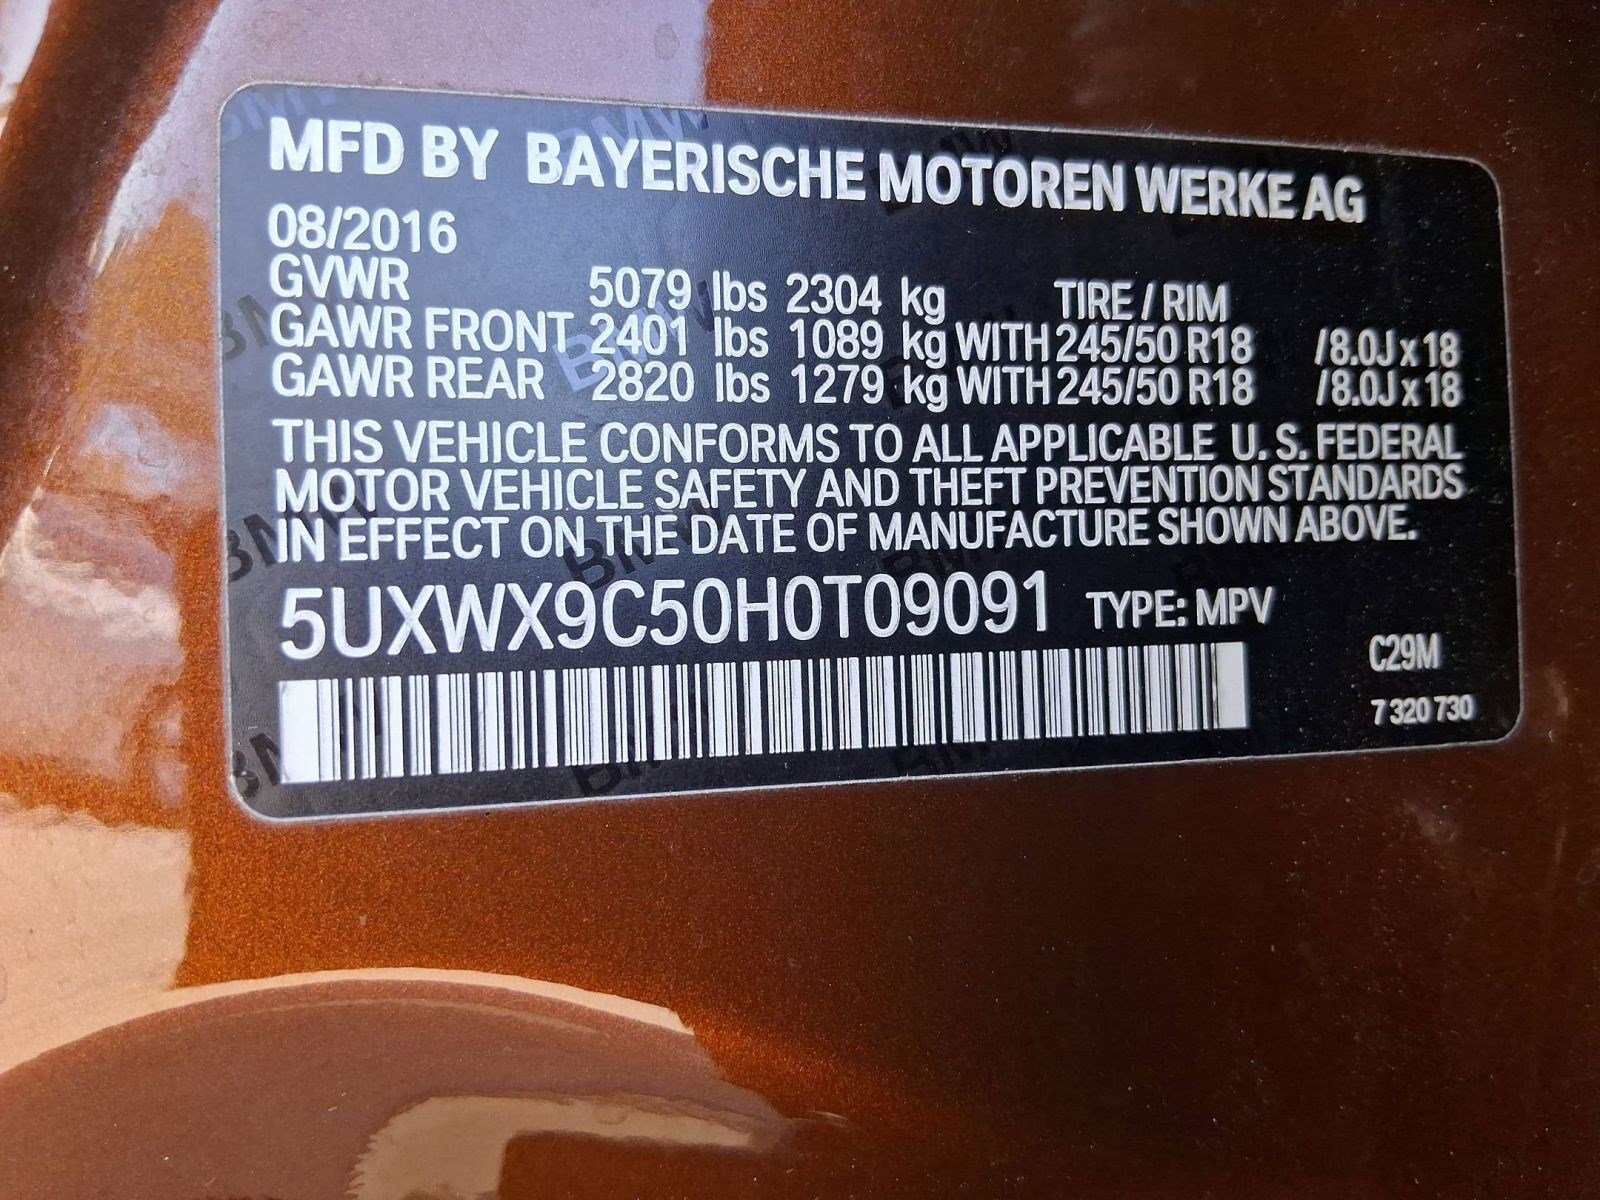 MFD BY BAYERISCHE MOTOREN WERKE AG
08/2016
GVWR 5079 lbs 2304 kg TIRE / RIM
GAWR FRONT 2401 lbs 1089 kg WITH 245/50 R18 /8.0J x 18
GAWR REAR 2820 lbs 1279 kg WITH 245/50 R18 /8.0J x 18
THIS VEHICLE CONFORMS TO ALL APPLICABLE U. S. FEDERAL
MOTOR VEHICLE SAFETY AND THEFT PREVENTION STANDARDS
IN EFFECT ON THE DATE OF MANUFACTURE SHOWN ABOVE.
5UXWX9C50H0T09091 TYPE: MPV
C29M
7 320 730